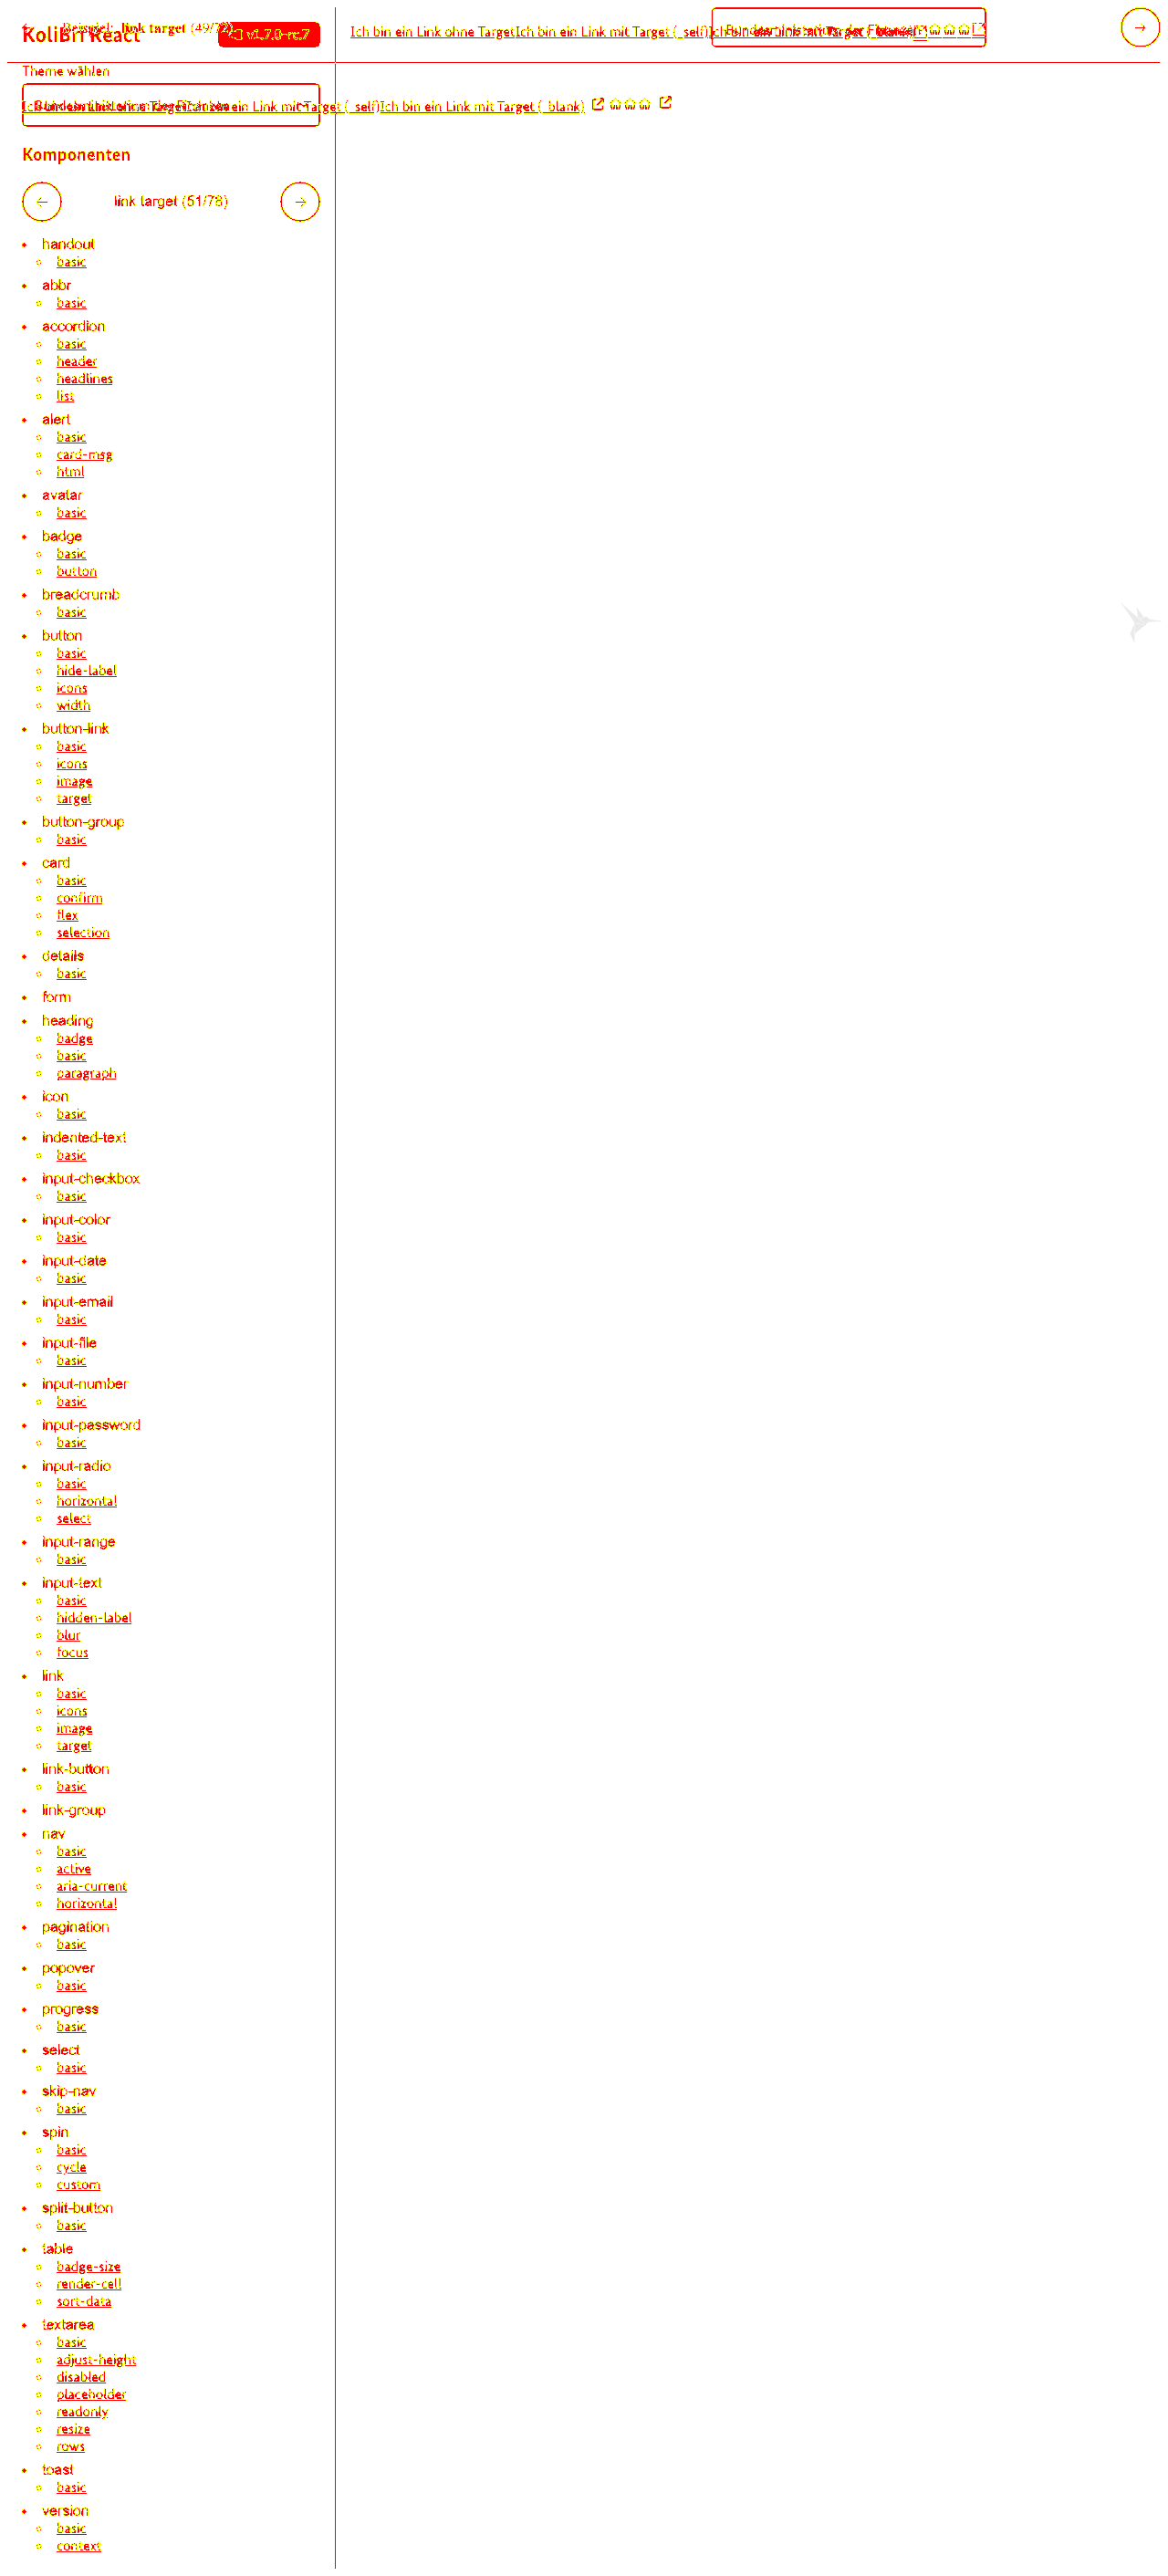 ← Beispiel: link target (49/72)
KoliBri React
v1.7.0-rc.7
Ich bin ein Link ohne TargetIch bin ein Link mit Target (_self)Ich bin ein Link mit Target (_blank)
Theme wählen
Ich bin ein Link ohne TargetIch bin ein Link mit Target (_self)Ich bin ein Link mit Target (_blank)
Komponenten
← link target (51/78) →
handout
basic
abbr
basic
accordion
basic
header
headlines
list
alert
basic
card-msg
html
avatar
basic
badge
basic
button
breadcrumb
basic
button
basic
hide-label
icons
width
button-link
basic
icons
image
target
button-group
basic
card
basic
confirm
flex
selection
details
basic
form
heading
badge
basic
paragraph
icon
basic
indented-text
basic
input-checkbox
basic
input-color
basic
input-date
basic
input-email
basic
input-file
basic
input-number
basic
input-password
basic
input-radio
basic
horizontal
select
input-range
basic
input-text
basic
hidden-label
blur
focus
link
basic
icons
image
target
link-button
basic
link-group
nav
basic
active
aria-current
horizontal
pagination
basic
popover
basic
progress
basic
select
basic
skip-nav
basic
spin
basic
cycle
custom
split-button
basic
table
badge-size
render-cell
sort-data
textarea
basic
adjust-height
disabled
placeholder
readonly
resize
rows
toast
basic
version
basic
context